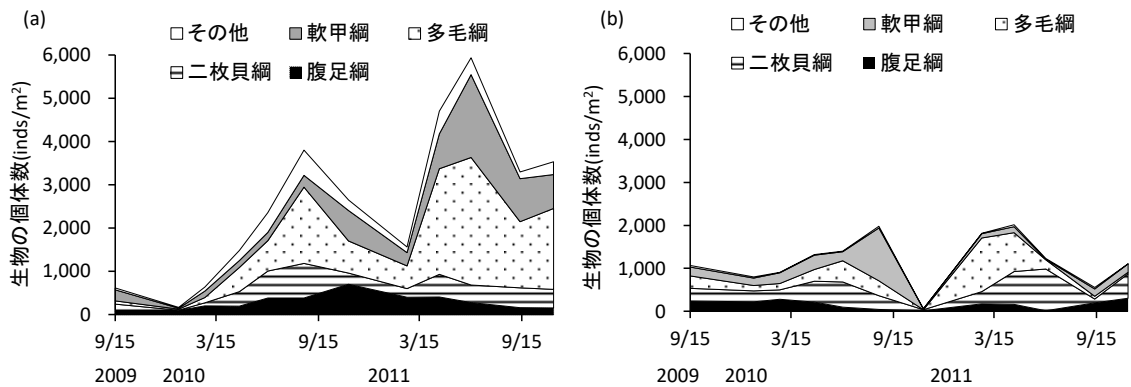 (a)
□その他 ■軟甲綱 □多毛綱
□二枚貝綱 ■腹足綱
生物の個体数(inds/m²)
6,000
5,000
4,000
3,000
2,000
1,000
0
9/15 3/15 9/15 3/15 9/15
2009 2010 2011
(b)
□その他 ■軟甲綱 □多毛綱
□二枚貝綱 ■腹足綱
生物の個体数(inds/m²)
6,000
5,000
4,000
3,000
2,000
1,000
0
9/15 3/15 9/15 3/15 9/15
2009 2010 2011